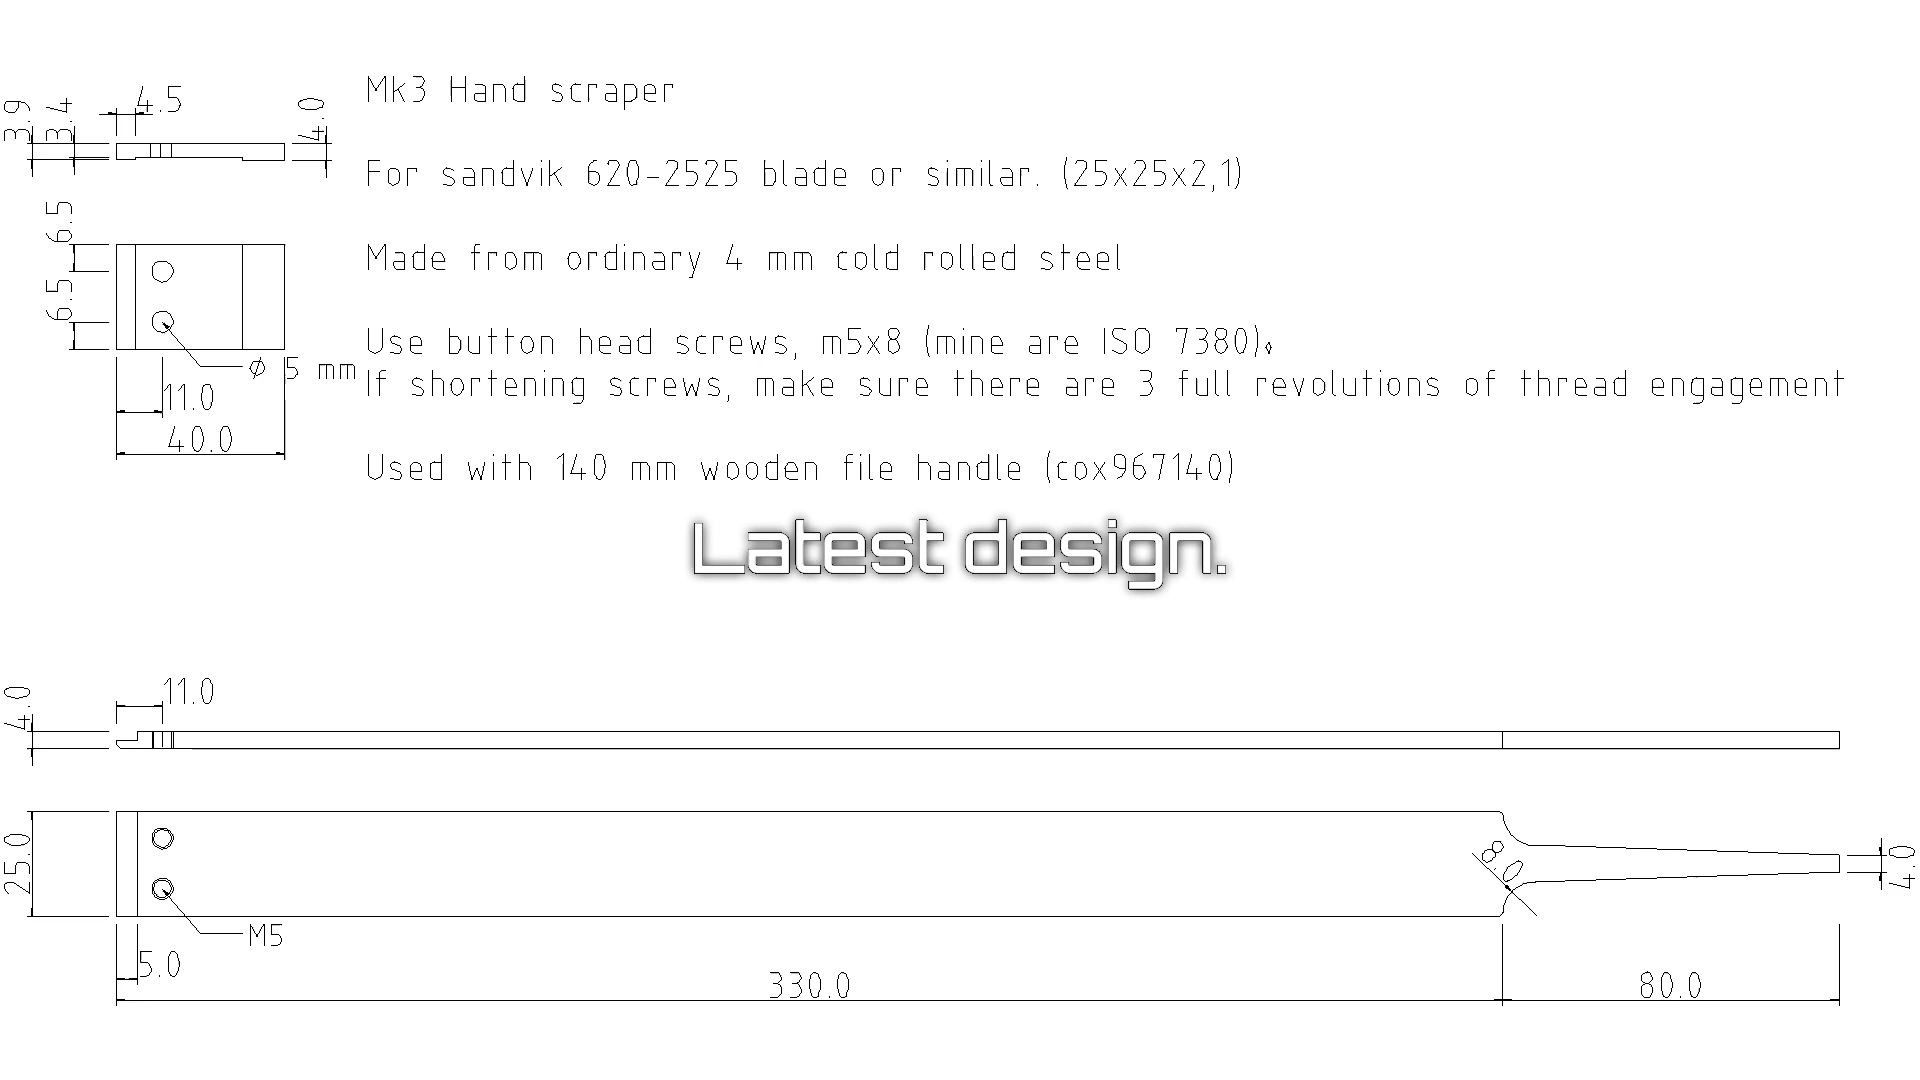 Mk3 Hand scraper
4.5
3.9
3.4
4.0
For sandvik 620-2525 blade or similar. (25x25x2,1)
6.5
Made from ordinary 4 mm cold rolled steel
6.5
Use button head screws, m5x8 (mine are ISO 7380).
Ø 5 mm
If shortening screws, make sure there are 3 full revolutions of thread engagement
11.0
40.0
Used with 140 mm wooden file handle (cox967140)
Latest design.
11.0
4.0
25.0
8.0
4.0
M5
5.0
330.0
80.0